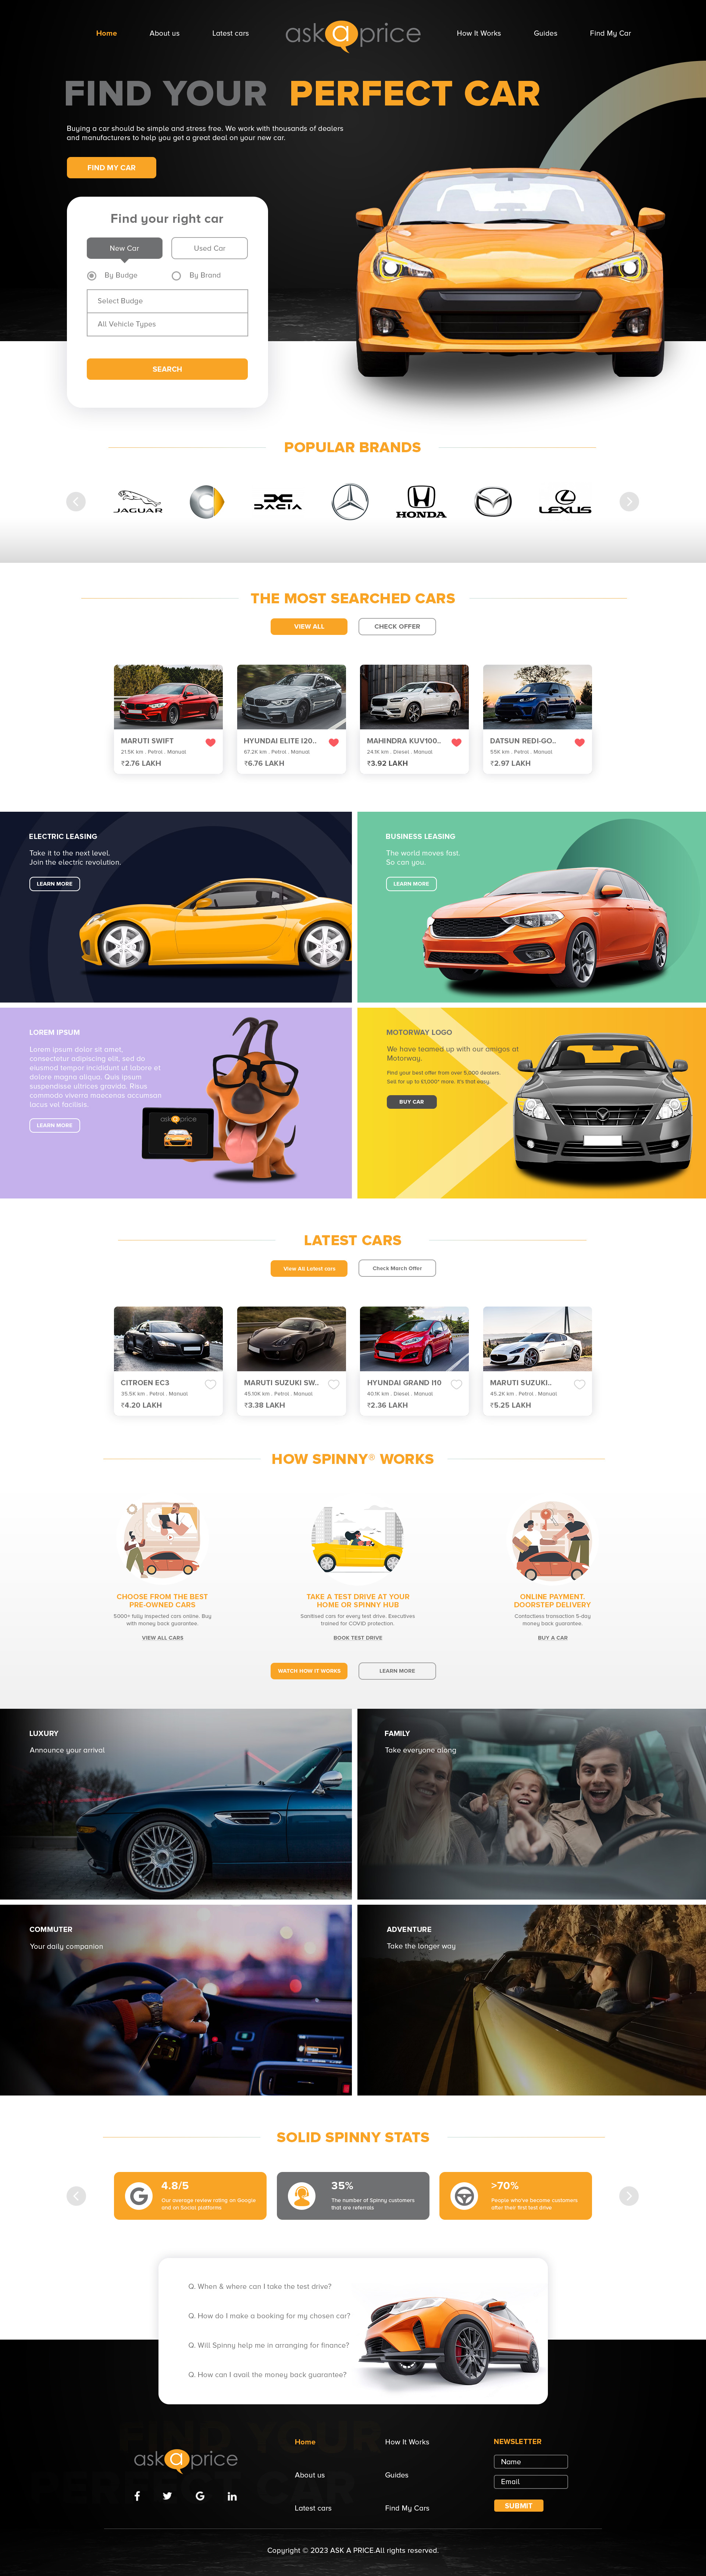 Home
About us
Latest cars
askaprice
How It Works
Guides
Find My Car
FIND YOUR PERFECT CAR
Buying a car should be simple and stress free. We work with thousands of dealers
and manufacturers to help you get a great deal on your new car.
FIND MY CAR
Find your right car
New Car
Used Car
By Budge
By Brand
Select Budge
All Vehicle Types
SEARCH
POPULAR BRANDS
JAGUAR
DACIA
HONDA
LEXUS
THE MOST SEARCHED CARS
VIEW ALL
CHECK OFFER
MARUTI SWIFT
21.5K km . Petrol . Manual
₹2.76 LAKH
HYUNDAI ELITE I20..
67.2K km . Petrol . Manual
₹6.76 LAKH
MAHINDRA KUV100..
24.1K km . Diesel . Manual
₹3.92 LAKH
DATSUN REDI-GO..
55K km . Petrol . Manual
₹2.97 LAKH
ELECTRIC LEASING
Take it to the next level.
Join the electric revolution.
LEARN MORE
BUSINESS LEASING
The world moves fast.
So can you.
LEARN MORE
LOREM IPSUM
Lorem ipsum dolor sit amet,
consectetur adipiscing elit, sed do
eiusmod tempor incididunt ut labore et
dolore magna aliqua. Quis ipsum
suspendisse ultrices gravida. Risus
commodo viverra maecenas accumsan
lacus vel facilisis.
LEARN MORE
askaprice
MOTORWAY LOGO
We have teamed up with our amigos at
Motorway.
Find your best offer from over 5,000 dealers.
Sell for up to £1,000* more. It's that easy.
BUY CAR
LATEST CARS
View All Latest cars
Check March Offer
CITROEN EC3
35.5K km . Petrol . Manual
₹4.20 LAKH
MARUTI SUZUKI SW..
45.10K km . Petrol . Manual
₹3.38 LAKH
HYUNDAI GRAND I10
40.1K km . Diesel . Manual
₹2.36 LAKH
MARUTI SUZUKI..
45.2K km . Petrol . Manual
₹5.25 LAKH
HOW SPINNY® WORKS
CHOOSE FROM THE BEST
PRE-OWNED CARS
5000+ fully inspected cars online. Buy
with money back guarantee.
VIEW ALL CARS
TAKE A TEST DRIVE AT YOUR
HOME OR SPINNY HUB
Sanitised cars for every test drive. Executives
trained for COVID protection.
BOOK TEST DRIVE
ONLINE PAYMENT,
DOORSTEP DELIVERY
Contactless transaction 5-day
money back guarantee.
BUY A CAR
WATCH HOW IT WORKS
LEARN MORE
LUXURY
Announce your arrival
FAMILY
Take everyone along
COMMUTER
Your daily companion
ADVENTURE
Take the longer way
SOLID SPINNY STATS
4.8/5
Our average review rating on Google
and on Social platforms
35%
The number of Spinny customers
that are referrals
>70%
People who've become customers
after their first test drive
Q. When & where can I take the test drive?
Q. How do I make a booking for my chosen car?
Q. Will Spinny help me in arranging for finance?
Q. How can I avail the money back guarantee?
askaprice
Home
About us
Latest cars
How It Works
Guides
Find My Cars
NEWSLETTER
Name
Email
SUBMIT
Copyright © 2023 ASK A PRICE.All rights reserved.